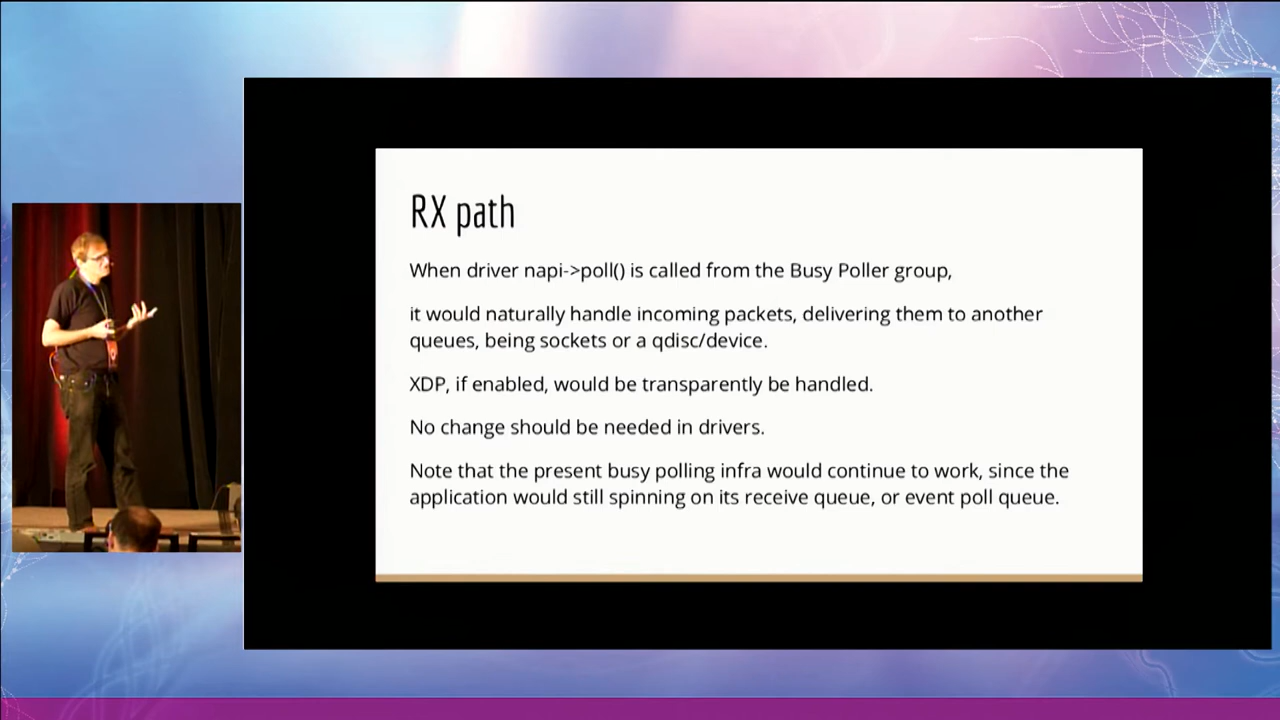 RX path
When driver napi->poll() is called from the Busy Poller group,
it would naturally handle incoming packets, delivering them to another
queues, being sockets or a qdisc/device.
XDP, if enabled, would be transparently be handled.
No change should be needed in drivers.
Note that the present busy polling infra would continue to work, since the
application would still spinning on its receive queue, or event poll queue.